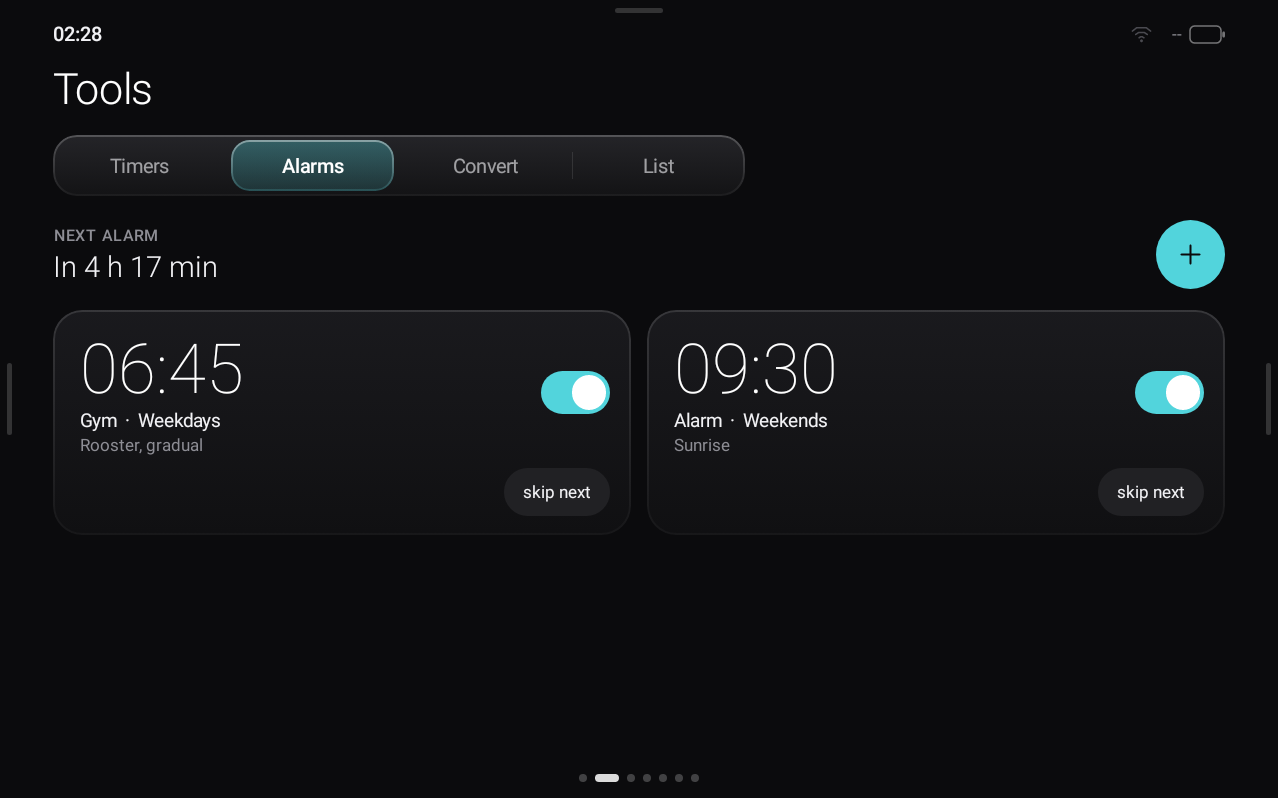 02:28
--
Tools
Timers
Alarms
Convert
List
NEXT ALARM
In 4 h 17 min
+
06:45
Gym · Weekdays
Rooster, gradual
skip next
09:30
Alarm · Weekends
Sunrise
skip next